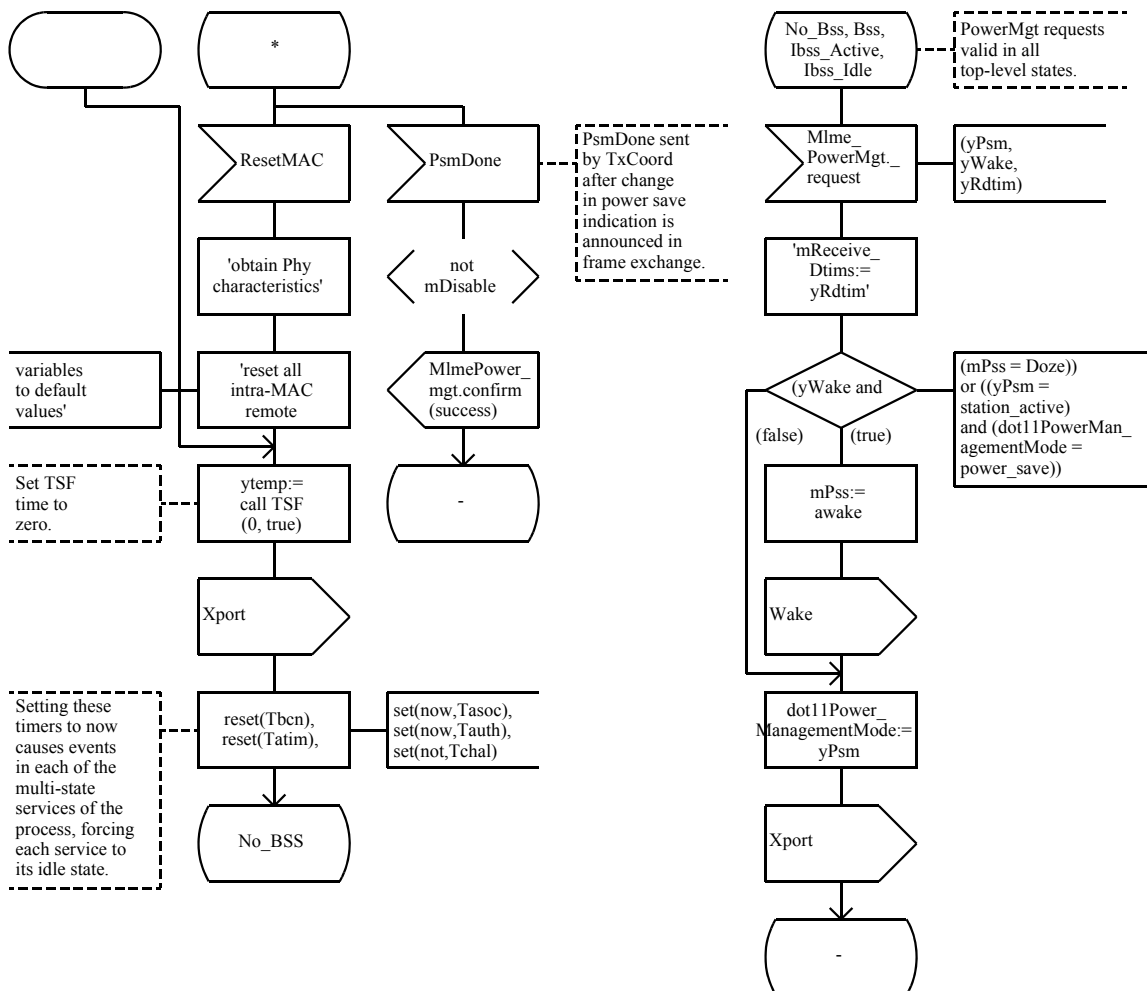 *
ResetMAC
PsmDone
PsmDone sent
by TxCoord
after change
in power save
indication is
announced in
frame exchange.
'obtain Phy
characteristics'
not
mDisable
variables
to default
values'
'reset all
intra-MAC
remote
MlmePower_
mgt.confirm
(success)
Set TSF
time to
zero.
ytemp:=
call TSF
(0, true)
-
Xport
Setting these
timers to now
causes events
in each of the
multi-state
services of the
process, forcing
each service to
its idle state.
reset(Tbcn),
reset(Tatim),
set(now,Tasoc),
set(now,Tauth),
set(not,Tchal)
No_BSS
No_Bss, Bss,
Ibss_Active,
Ibss_Idle
PowerMgt requests
valid in all
top-level states.
Mlme_
PowerMgt._
request
(yPsm,
yWake,
yRdtim)
'mReceive_
Dtims:=
yRdtim'
(yWake and
(mPss = Doze))
or ((yPsm =
station_active)
and (dot11PowerMan_
agementMode =
power_save))
(false)
(true)
mPss:=
awake
Wake
dot11Power_
ManagementMode:=
yPsm
Xport
-